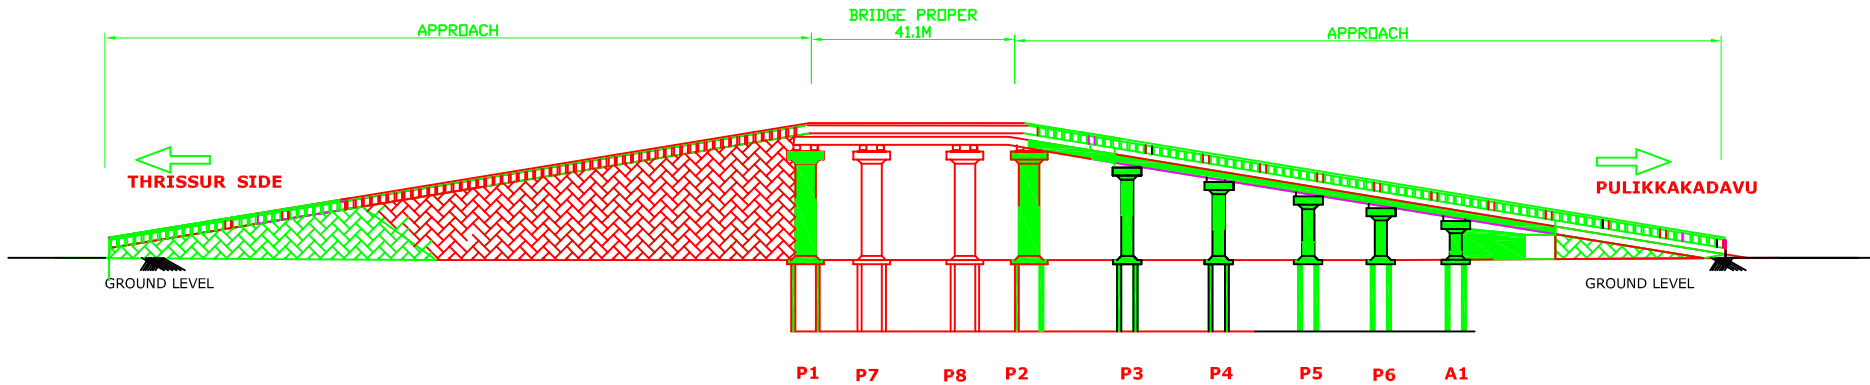 BRIDGE PROPER
APPROACH
41.1M
APPROACH
THRISSUR SIDE
PULIKKAKADAVU
GROUND LEVEL
GROUND LEVEL
P1 P7 P8 P2 P3 P4 P5 P6 A1